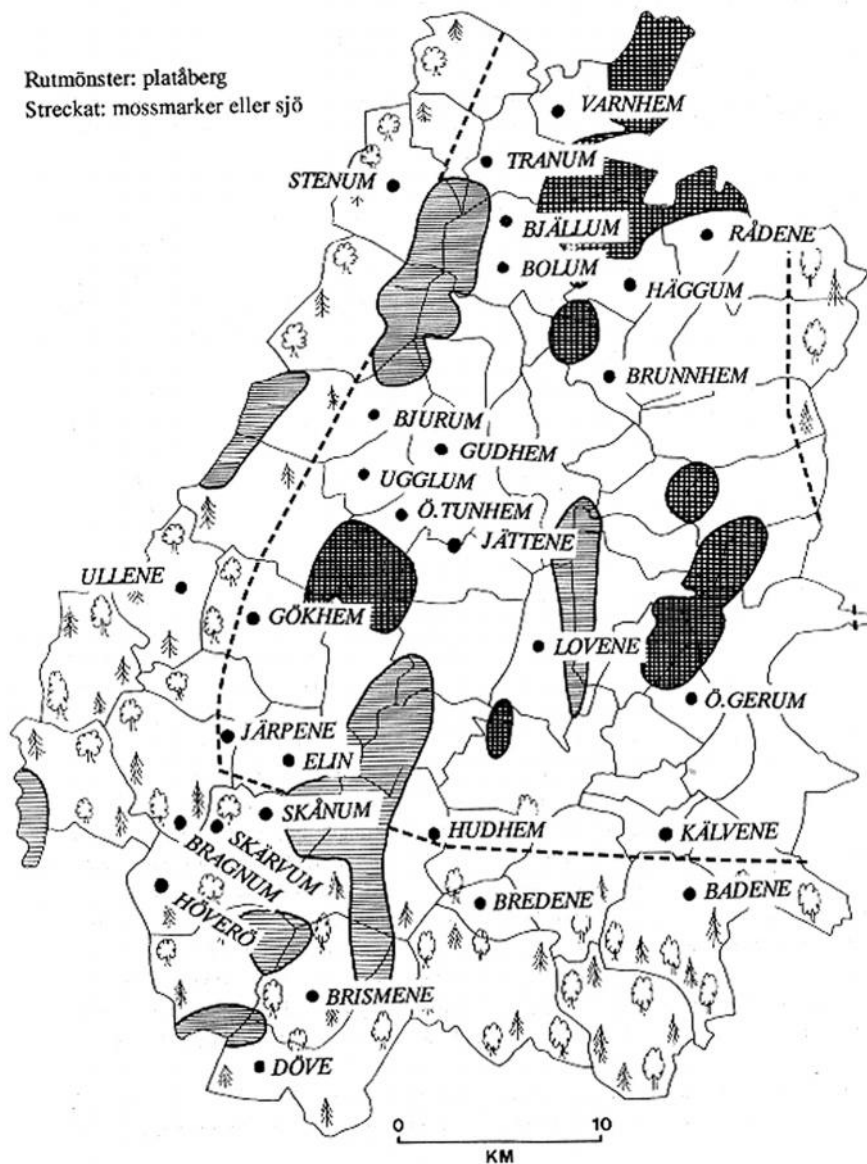 Rutmönster: platåberg
Streckat: mossmarker eller sjö
VARNHEM
TRANUM
STENUM
BJÄLLUM
RÅDENE
BOLUM
HÄGGUM
BRUNNHEM
BJURUM
GUDHEM
UGGLUM
Ö.TUNHEM
JÄTTENE
ULLENE
GÖKHEM
LOVENE
Ö.GERUM
JÄRPENE
ELIN
SKÅNUM
HUDHEM
KÄLVENE
SKÄRVUM
BRAGNUM
HÖVERÖ
BREDENE
BADENE
BRISMENE
DÖVE
0 10
KM